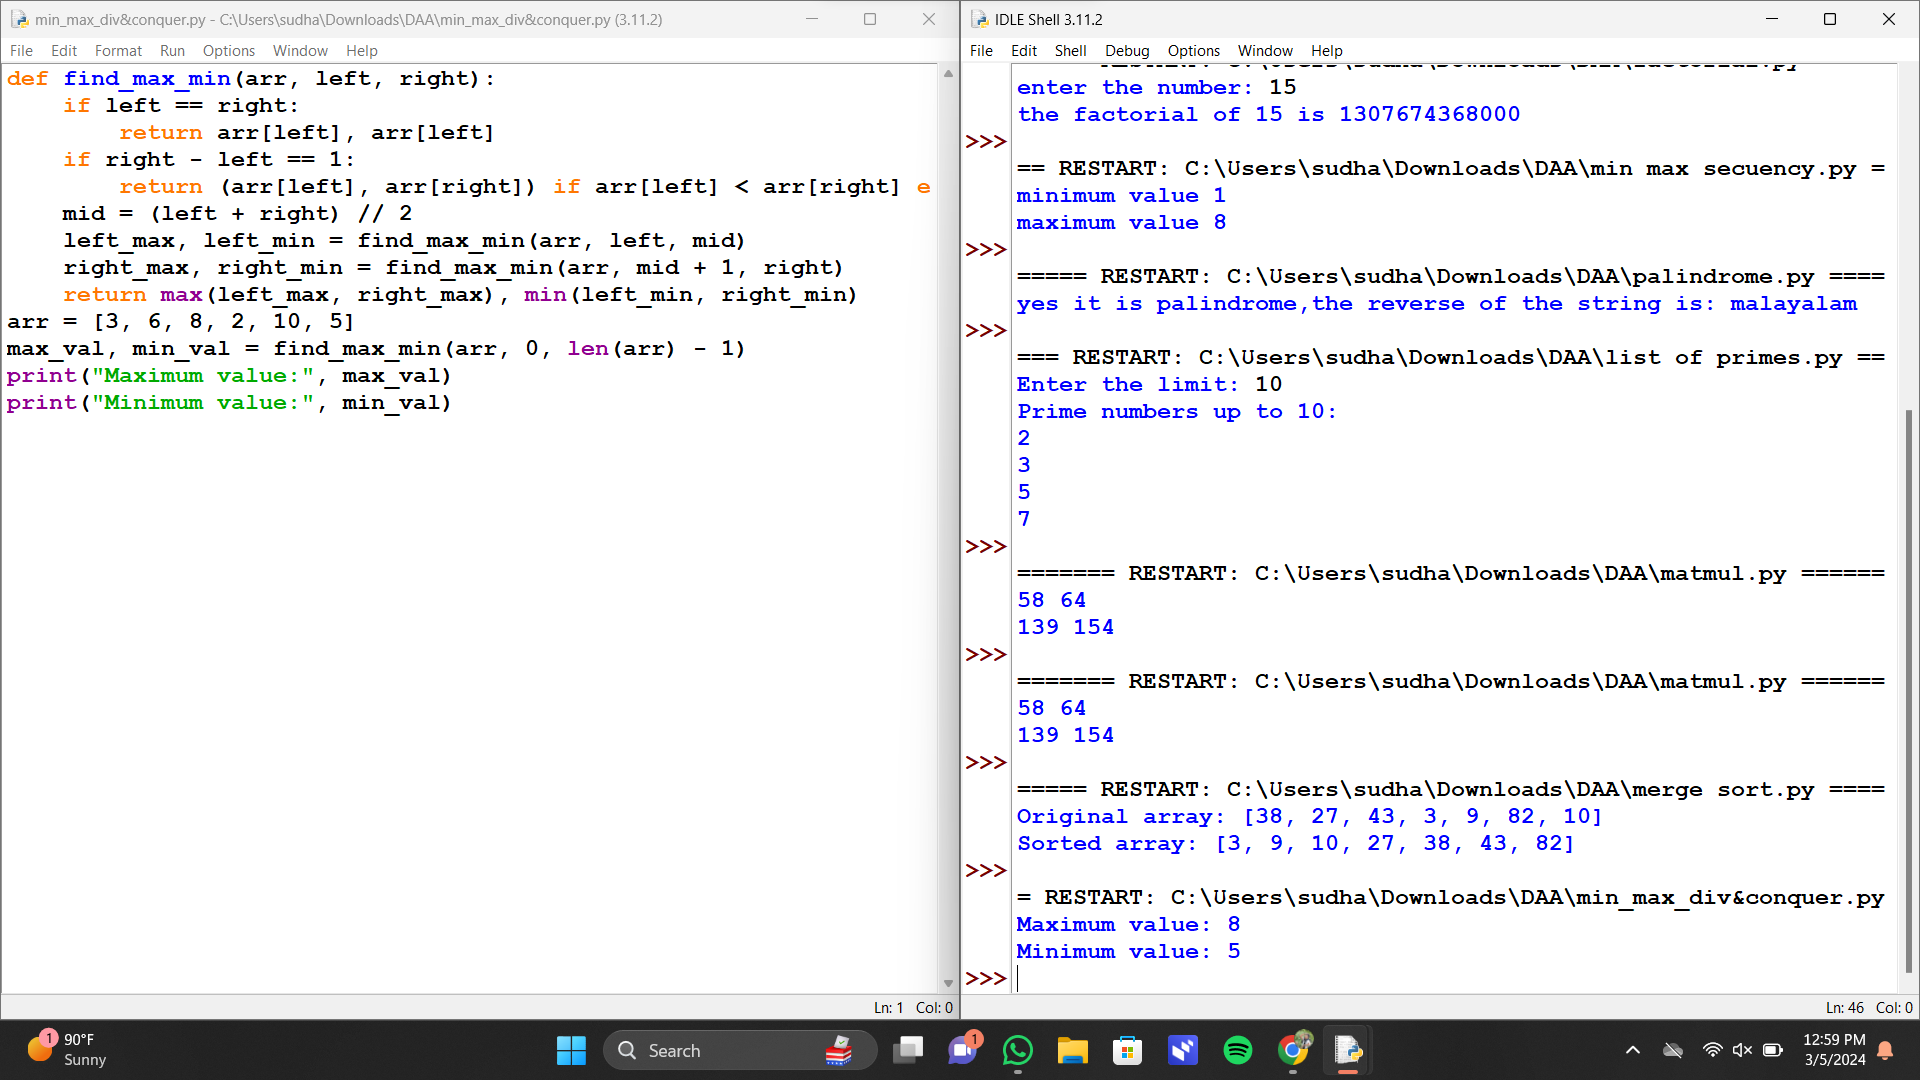 min_max_div&conquer.py - C:\Users\sudha\Downloads\DAA\min_max_div&conquer.py (3.11.2)
File Edit Format Run Options Window Help
def find_max_min(arr, left, right):
    if left == right:
        return arr[left], arr[left]
    if right - left == 1:
        return (arr[left], arr[right]) if arr[left] < arr[right] e
    mid = (left + right) // 2
    left_max, left_min = find_max_min(arr, left, mid)
    right_max, right_min = find_max_min(arr, mid + 1, right)
    return max(left_max, right_max), min(left_min, right_min)
arr = [3, 6, 8, 2, 10, 5]
max_val, min_val = find_max_min(arr, 0, len(arr) - 1)
print("Maximum value:", max_val)
print("Minimum value:", min_val)
Ln: 1 Col: 0
IDLE Shell 3.11.2
File Edit Shell Debug Options Window Help
enter the number: 15
the factorial of 15 is 1307674368000
>>>
== RESTART: C:\Users\sudha\Downloads\DAA\min max secuency.py =
minimum value 1
maximum value 8
>>>
===== RESTART: C:\Users\sudha\Downloads\DAA\palindrome.py ====
yes it is palindrome,the reverse of the string is: malayalam
>>>
=== RESTART: C:\Users\sudha\Downloads\DAA\list of primes.py ==
Enter the limit: 10
Prime numbers up to 10:
2
3
5
7
>>>
======= RESTART: C:\Users\sudha\Downloads\DAA\matmul.py ======
58 64
139 154
>>>
======= RESTART: C:\Users\sudha\Downloads\DAA\matmul.py ======
58 64
139 154
>>>
===== RESTART: C:\Users\sudha\Downloads\DAA\merge sort.py ====
Original array: [38, 27, 43, 3, 9, 82, 10]
Sorted array: [3, 9, 10, 27, 38, 43, 82]
>>>
= RESTART: C:\Users\sudha\Downloads\DAA\min_max_div&conquer.py
Maximum value: 8
Minimum value: 5
>>>
Ln: 46 Col: 0
1
90°F
Sunny
Search
1
12:59 PM
3/5/2024